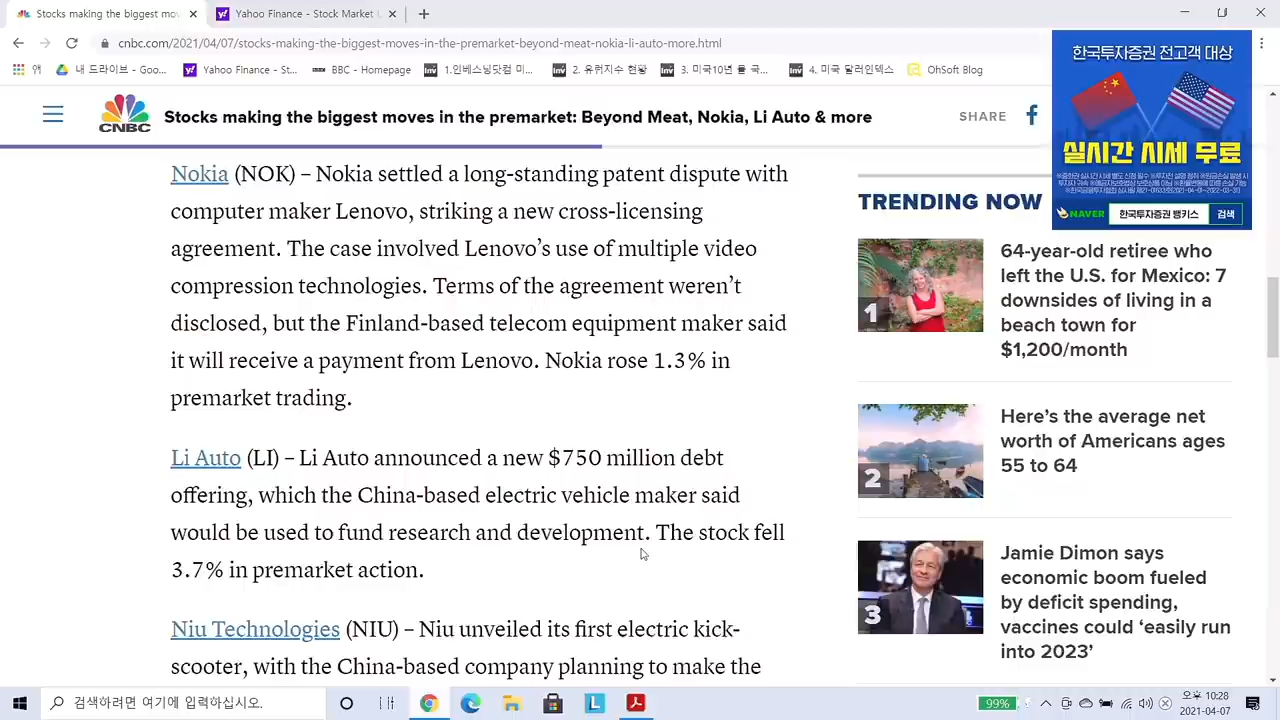 Stocks making the biggest moves
Yahoo Finance - Stock Market L
cnbc.com/2021/04/07/stocks-making-the-biggest-moves-in-the-premarket-beyond-meat-nokia-li-auto-more.html
앱
내 드라이브 - Goo...
Yahoo Finance - St...
BBC - Homepage
1.인베스팅닷컴 미...
2. 유뤼지수 현황
3. 미국10년 물 국...
4. 미국 달러인덱스
OhSoft Blog
CNBC
Stocks making the biggest moves in the premarket: Beyond Meat, Nokia, Li Auto & more
SHARE
한국투자증권 전고객 대상
실시간 시세 무료
NAVER
한국투자증권 뱅키스
검색
Nokia (NOK) – Nokia settled a long-standing patent dispute with
computer maker Lenovo, striking a new cross-licensing
agreement. The case involved Lenovo’s use of multiple video
compression technologies. Terms of the agreement weren’t
disclosed, but the Finland-based telecom equipment maker said
it will receive a payment from Lenovo. Nokia rose 1.3% in
premarket trading.
Li Auto (LI) – Li Auto announced a new $750 million debt
offering, which the China-based electric vehicle maker said
would be used to fund research and development. The stock fell
3.7% in premarket action.
Niu Technologies (NIU) – Niu unveiled its first electric kick-
scooter, with the China-based company planning to make the
TRENDING NOW
1
64-year-old retiree who
left the U.S. for Mexico: 7
downsides of living in a
beach town for
$1,200/month
2
Here’s the average net
worth of Americans ages
55 to 64
3
Jamie Dimon says
economic boom fueled
by deficit spending,
vaccines could ‘easily run
into 2023’
검색하려면 여기에 입력하십시오.
99%
오후 10:28
2021-04-07